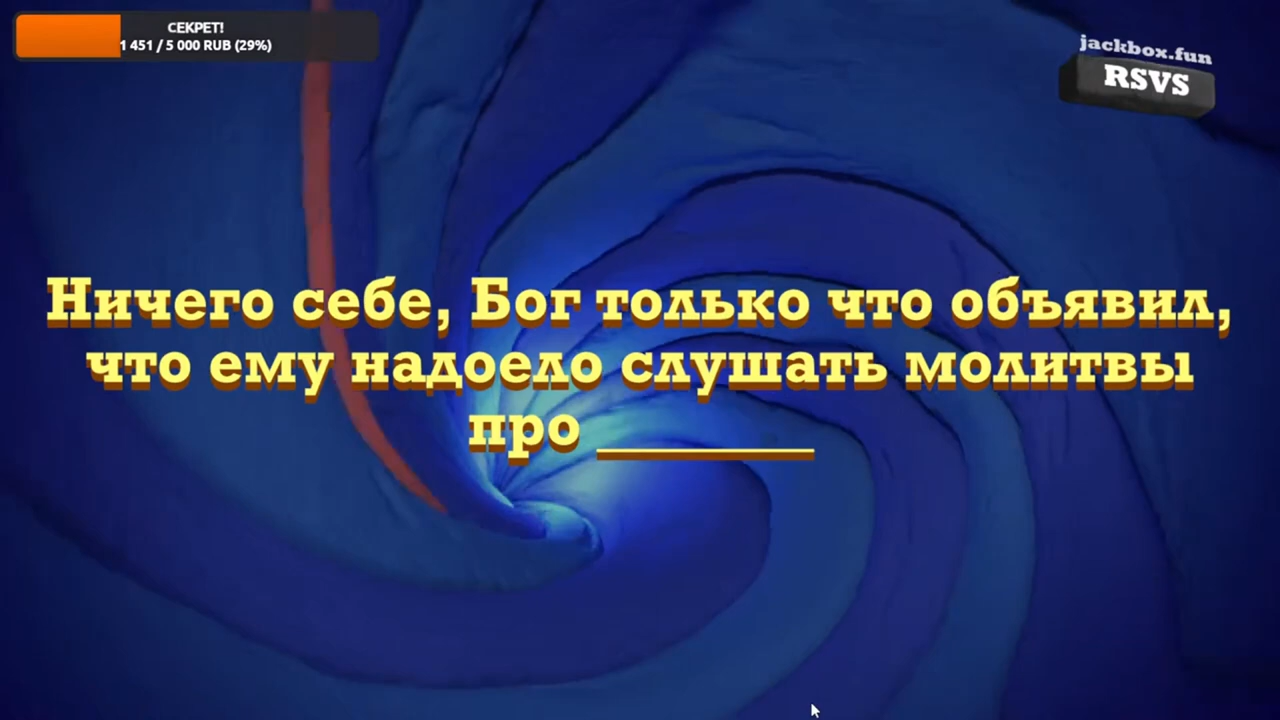 СЕКРЕТ!
1 451 / 5 000 RUB (29%)
jackbox.fun
RSVS
Ничего себе, Бог только что объявил,
что ему надоело слушать молитвы
про ________